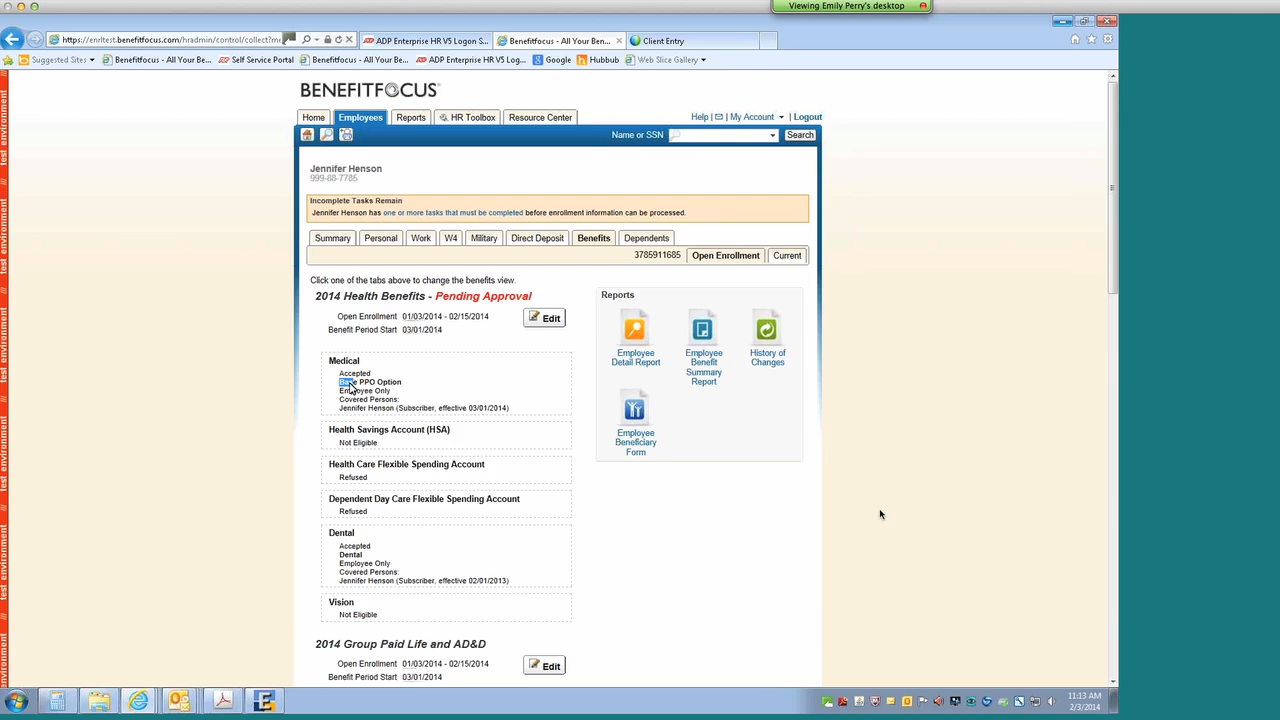 Viewing Emily Perry's desktop
https://enrltest.benefitfocus.com/hradmin/control/collect?m
ADP Enterprise HR V5 Logon S...
Benefitfocus - All Your Ben...
Client Entry
Suggested Sites
Benefitfocus - All Your Be...
Self Service Portal
Benefitfocus - All Your Be...
ADP Enterprise HR V5 Log...
Google
Hubbub
Web Slice Gallery
BENEFITFOCUS
Home
Employees
Reports
HR Toolbox
Resource Center
Help
My Account
Logout
Name or SSN
Search
Jennifer Henson
999-88-7785
Incomplete Tasks Remain
Jennifer Henson has one or more tasks that must be completed before enrollment information can be processed.
Summary
Personal
Work
W4
Military
Direct Deposit
Benefits
Dependents
3785911685
Open Enrollment
Current
Click one of the tabs above to change the benefits view.
2014 Health Benefits - Pending Approval
Open Enrollment 01/03/2014 - 02/15/2014
Benefit Period Start 03/01/2014
Edit
Medical
Accepted
Base PPO Option
Employee Only
Covered Persons:
Jennifer Henson (Subscriber, effective 03/01/2014)
Health Savings Account (HSA)
Not Eligible
Health Care Flexible Spending Account
Refused
Dependent Day Care Flexible Spending Account
Refused
Dental
Accepted
Dental
Employee Only
Covered Persons:
Jennifer Henson (Subscriber, effective 02/01/2013)
Vision
Not Eligible
2014 Group Paid Life and AD&D
Open Enrollment 01/03/2014 - 02/15/2014
Benefit Period Start 03/01/2014
Edit
Reports
Employee
Detail Report
Employee
Benefit
Summary
Report
History of
Changes
Employee
Beneficiary
Form
test environment
test environment
test environment
test environment
11:13 AM
2/3/2014